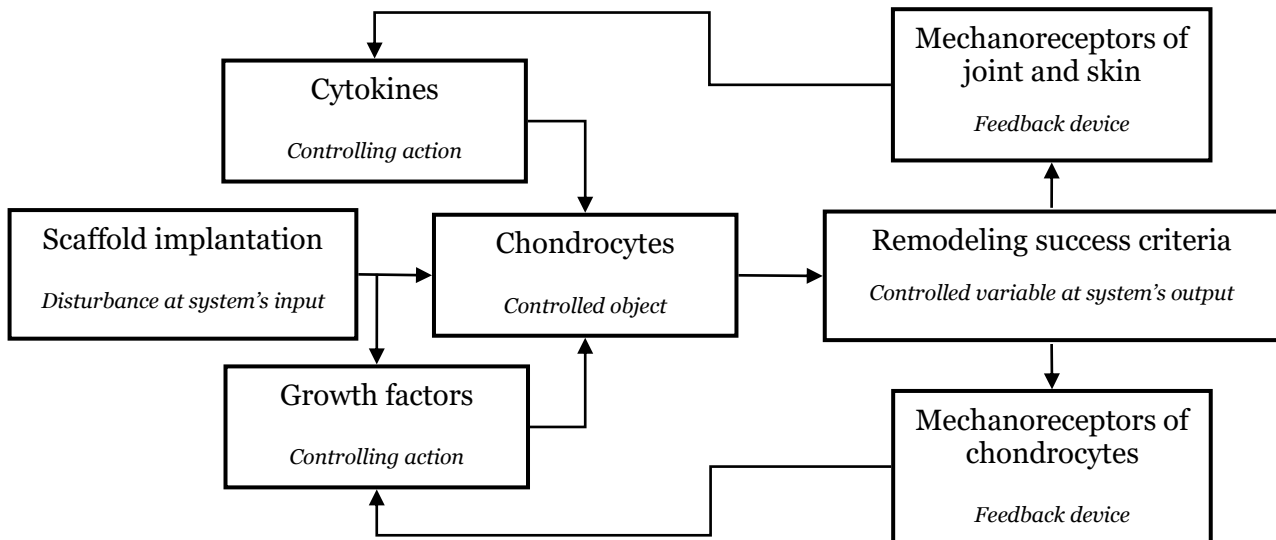 Mechanoreceptors of
joint and skin
Feedback device
Cytokines
Controlling action
Scaffold implantation
Disturbance at system's input
Chondrocytes
Controlled object
Remodeling success criteria
Controlled variable at system's output
Growth factors
Controlling action
Mechanoreceptors of
chondrocytes
Feedback device